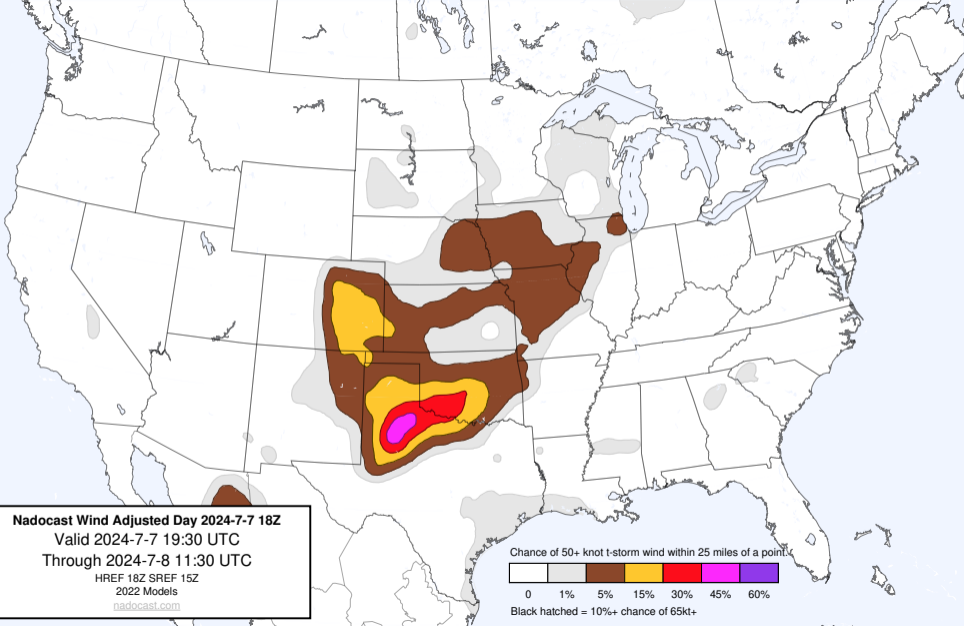 Nadocast Wind Adjusted Day 2024-7-7 18Z
Valid 2024-7-7 19:30 UTC
Through 2024-7-8 11:30 UTC
HREF 18Z SREF 15Z
2022 Models
nadocast.com
Chance of 50+ knot t-storm wind within 25 miles of a point.
0 1% 5% 15% 30% 45% 60%
Black hatched = 10%+ chance of 65kt+